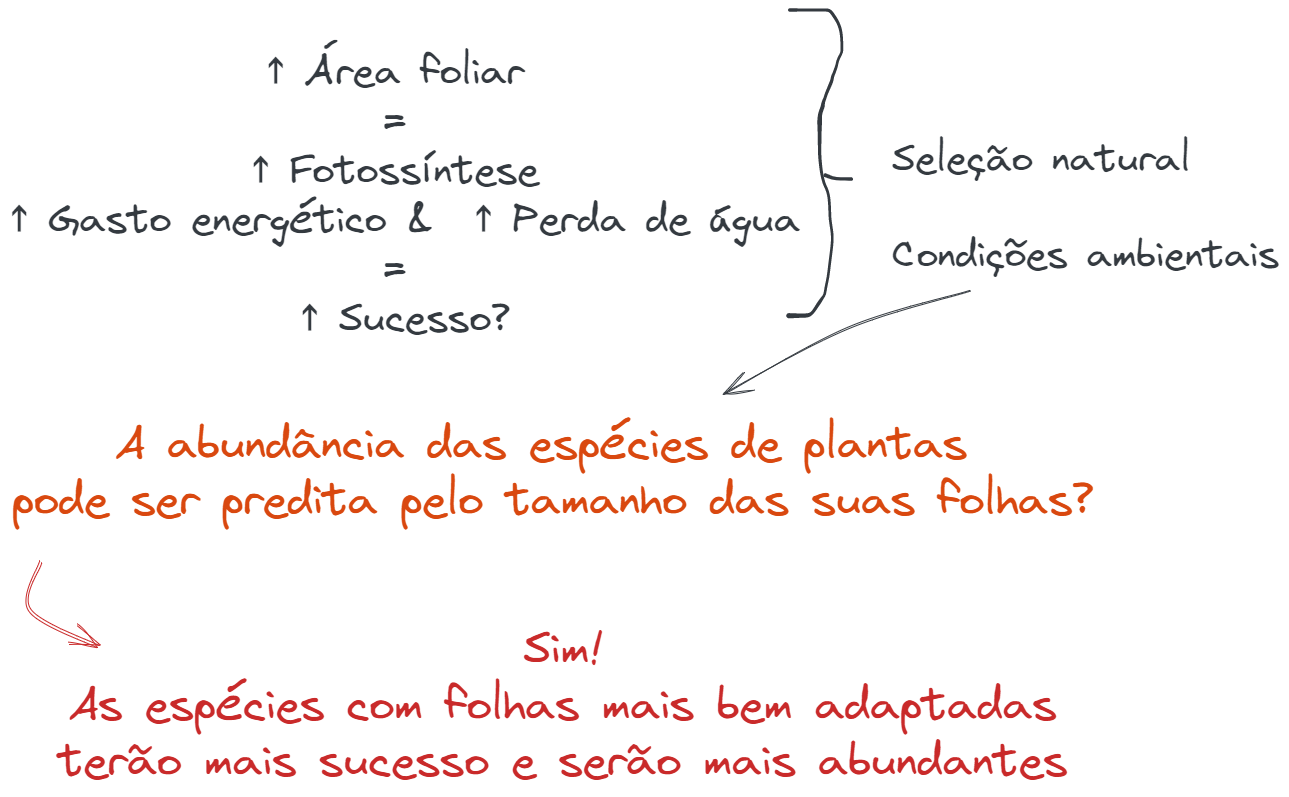 ↑ Área foliar
=
↑ Fotossíntese
↑ Gasto energético & ↑ Perda de água
=
↑ Sucesso?
Seleção natural
Condições ambientais
A abundância das espécies de plantas
pode ser predita pelo tamanho das suas folhas?
Sim!
As espécies com folhas mais bem adaptadas
terão mais sucesso e serão mais abundantes